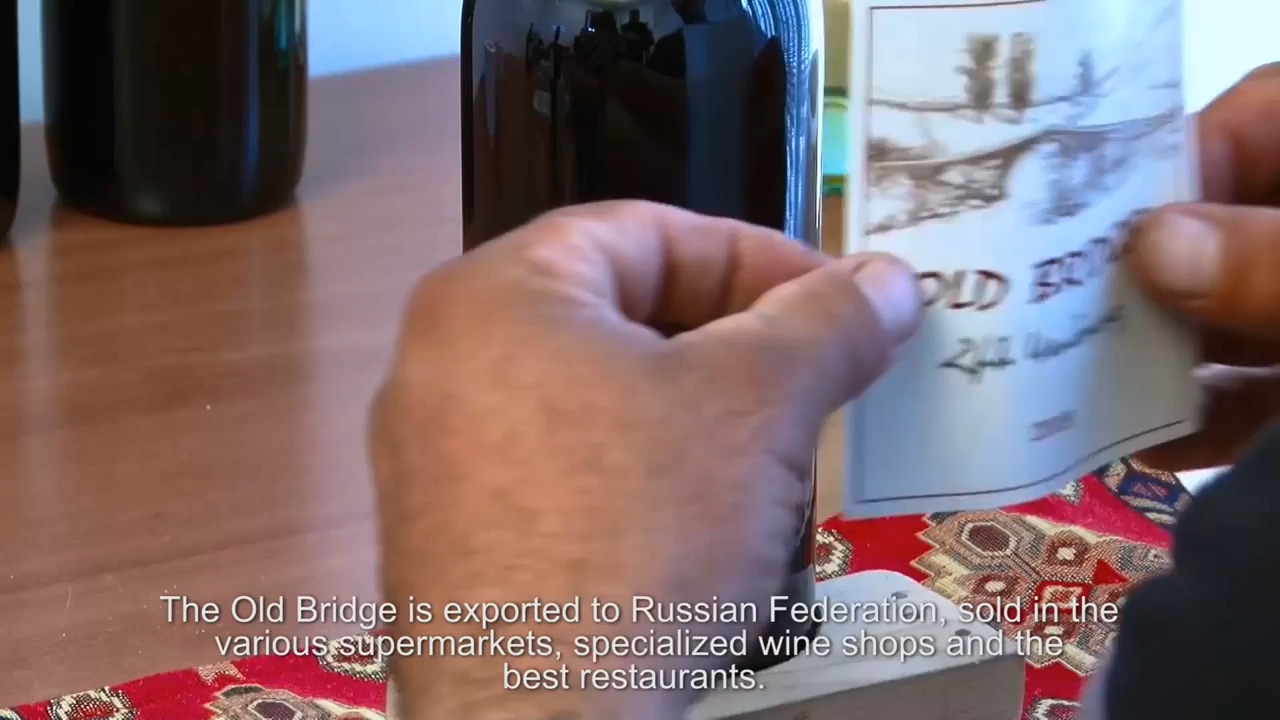 OLD
The Old Bridge is exported to Russian Federation, sold in the
various supermarkets, specialized wine shops and the
best restaurants.